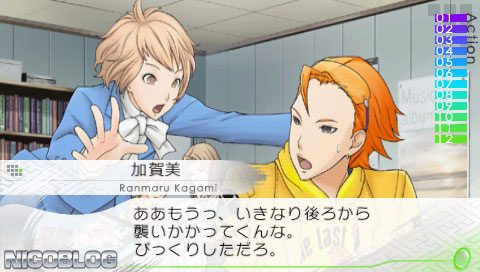 Action
01
02
03
04
05
06
07
08
09
10
11
12
Music
加賀美
Ranmaru Kagami
ああもうっ、いきなり後ろから
襲いかかってくんな。
びっくりしただろ。
NICOBLOG